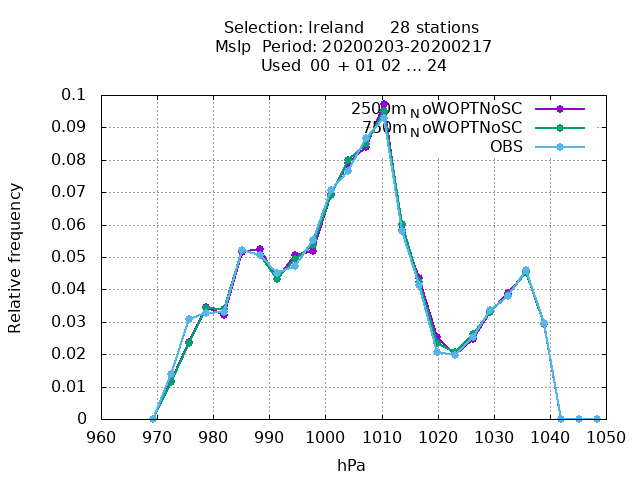 Selection: Ireland 28 stations
Mslp Period: 20200203-20200217
Used 00 + 01 02 ... 24
0.1
0.09
0.08
0.07
0.06
0.05
0.04
0.03
0.02
0.01
0
Relative frequency
2500m_NoWOPTNoSC
750m_NoWOPTNoSC
OBS
960 970 980 990 1000 1010 1020 1030 1040 1050
hPa